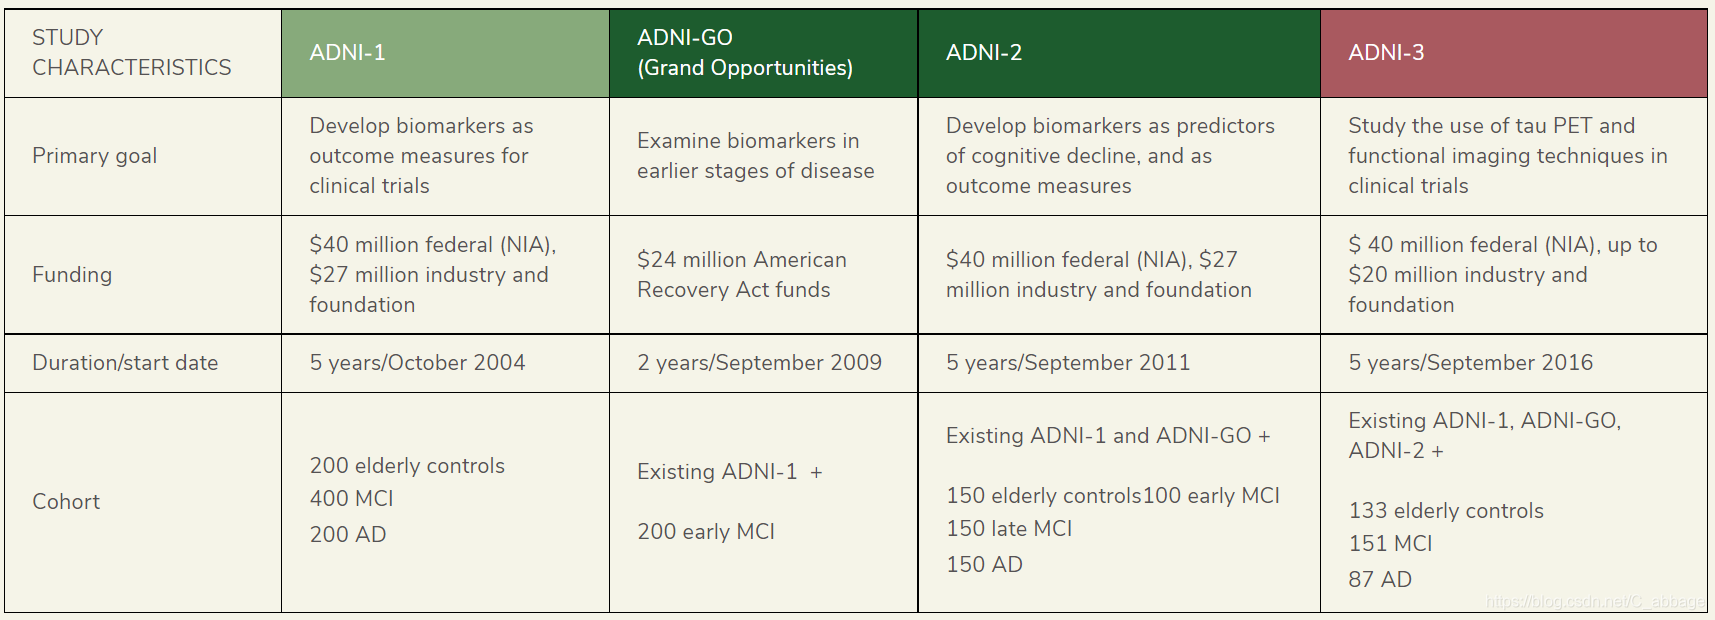 STUDY
CHARACTERISTICS
ADNI-1
ADNI-GO
(Grand Opportunities)
ADNI-2
ADNI-3
Primary goal
Develop biomarkers as
outcome measures for
clinical trials
Examine biomarkers in
earlier stages of disease
Develop biomarkers as predictors
of cognitive decline, and as
outcome measures
Study the use of tau PET and
functional imaging techniques in
clinical trials
Funding
$40 million federal (NIA),
$27 million industry and
foundation
$24 million American
Recovery Act funds
$40 million federal (NIA), $27
million industry and foundation
$ 40 million federal (NIA), up to
$20 million industry and
foundation
Duration/start date
5 years/October 2004
2 years/September 2009
5 years/September 2011
5 years/September 2016
Cohort
200 elderly controls
400 MCI
200 AD
Existing ADNI-1 +
200 early MCI
Existing ADNI-1 and ADNI-GO +
150 elderly controls100 early MCI
150 late MCI
150 AD
Existing ADNI-1, ADNI-GO,
ADNI-2 +
133 elderly controls
151 MCI
87 AD
https://blog.csdn.net/C_abbage